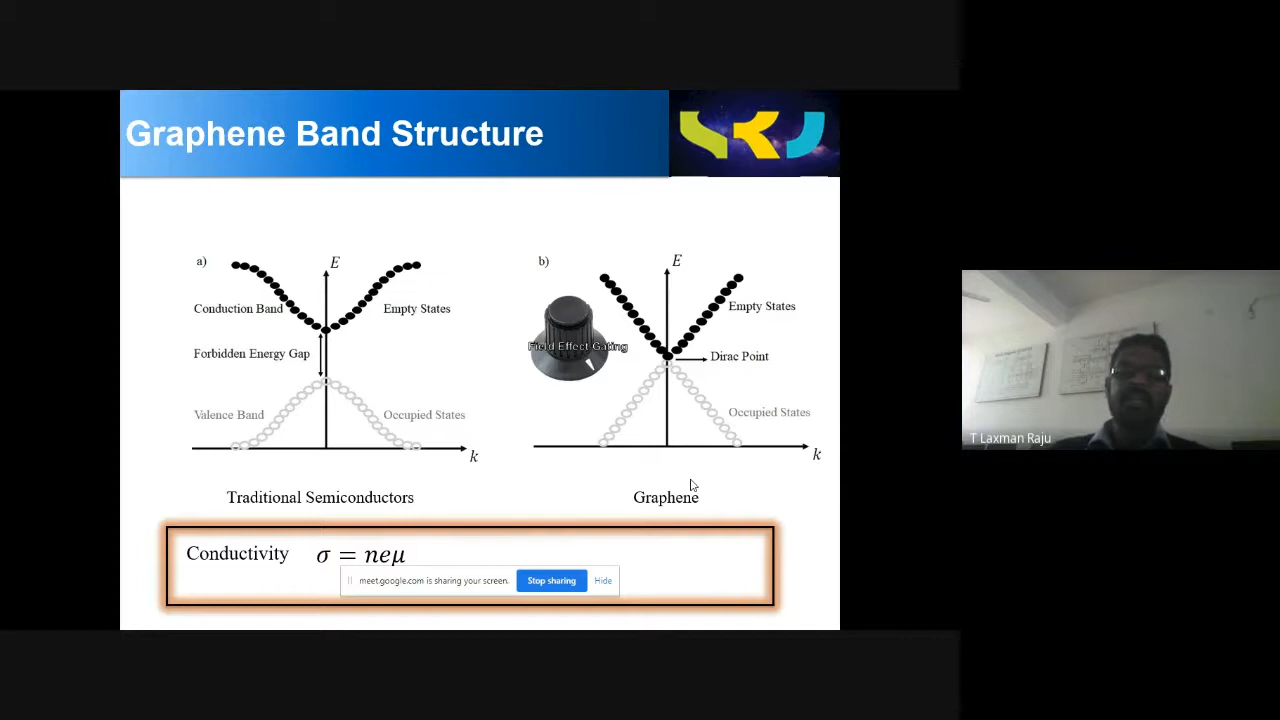 Graphene Band Structure
a)
E
Conduction Band
Empty States
Forbidden Energy Gap
Valence Band
Occupied States
k
Traditional Semiconductors
b)
E
Field Effect Gating
Empty States
Dirac Point
Occupied States
k
Graphene
Conductivity σ = neμ
meet.google.com is sharing your screen. Stop sharing Hide
T Laxman Raju